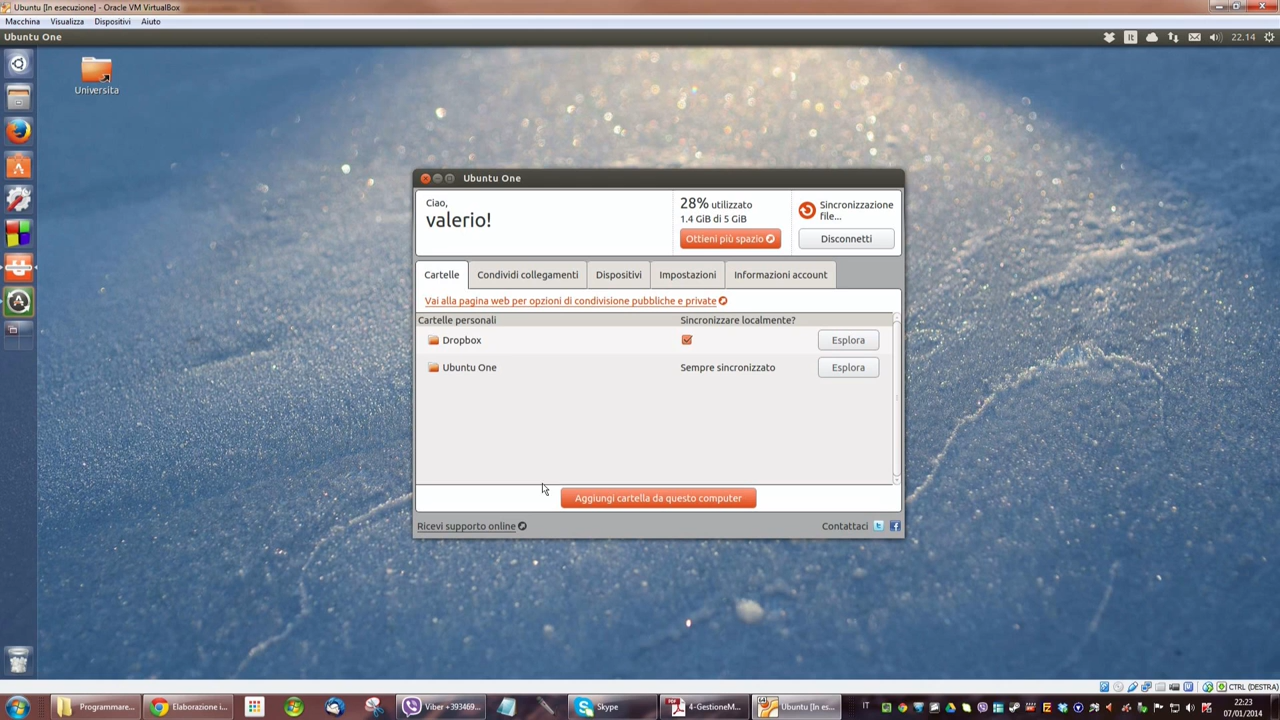 Ubuntu [In esecuzione] - Oracle VM VirtualBox
Macchina Visualizza Dispositivi Aiuto
Ubuntu One
It
22.14
Universita
Ubuntu One
Ciao,
valerio!
28% utilizzato
1.4 GiB di 5 GiB
Ottieni più spazio
Sincronizzazione
file...
Disconnetti
Cartelle Condividi collegamenti Dispositivi Impostazioni Informazioni account
Vai alla pagina web per opzioni di condivisione pubbliche e private
Cartelle personali Sincronizzare localmente?
Dropbox Esplora
Ubuntu One Sempre sincronizzato Esplora
Aggiungi cartella da questo computer
Ricevi supporto online Contattaci
CTRL (DESTRA)
Programmare... Elaborazione i... Viber +393469... Skype 4-GestioneM... Ubuntu [In es... IT
22:23
07/01/2014